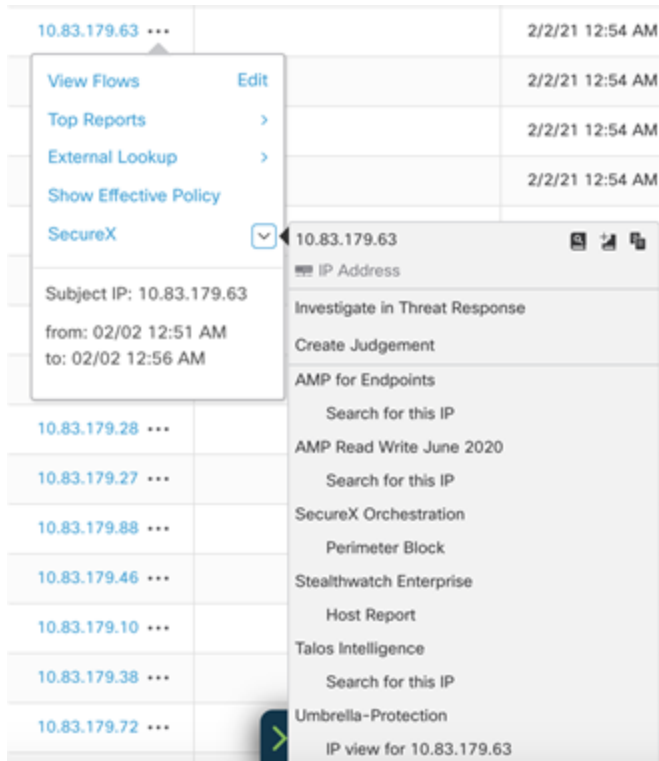 10.83.179.63 •••
2/2/21 12:54 AM
View Flows Edit
2/2/21 12:54 AM
Top Reports >
2/2/21 12:54 AM
External Lookup >
Show Effective Policy
2/2/21 12:54 AM
SecureX
Subject IP: 10.83.179.63
from: 02/02 12:51 AM
to: 02/02 12:56 AM
10.83.179.63
IP Address
Investigate in Threat Response
Create Judgement
AMP for Endpoints
Search for this IP
AMP Read Write June 2020
Search for this IP
SecureX Orchestration
Perimeter Block
Stealthwatch Enterprise
Host Report
Talos Intelligence
Search for this IP
Umbrella-Protection
IP view for 10.83.179.63
10.83.179.28 •••
10.83.179.27 •••
10.83.179.88 •••
10.83.179.46 •••
10.83.179.10 •••
10.83.179.38 •••
10.83.179.72 •••